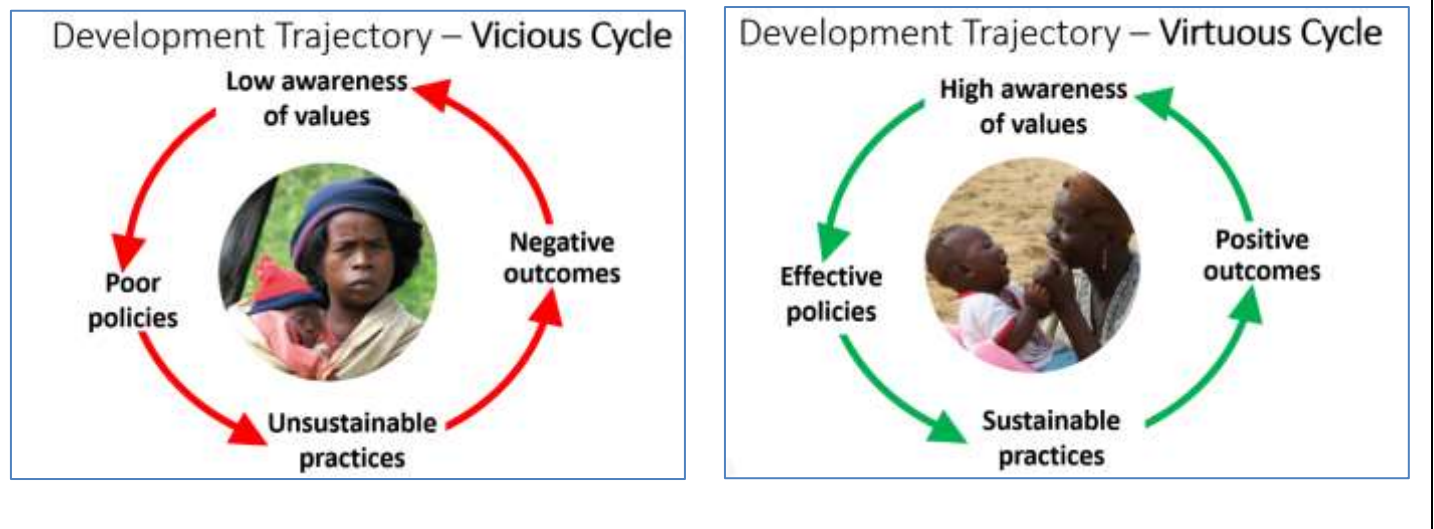 Development Trajectory – Vicious Cycle
Low awareness
of values
Poor
policies
Unsustainable
practices
Negative
outcomes
Development Trajectory – Virtuous Cycle
High awareness
of values
Effective
policies
Sustainable
practices
Positive
outcomes